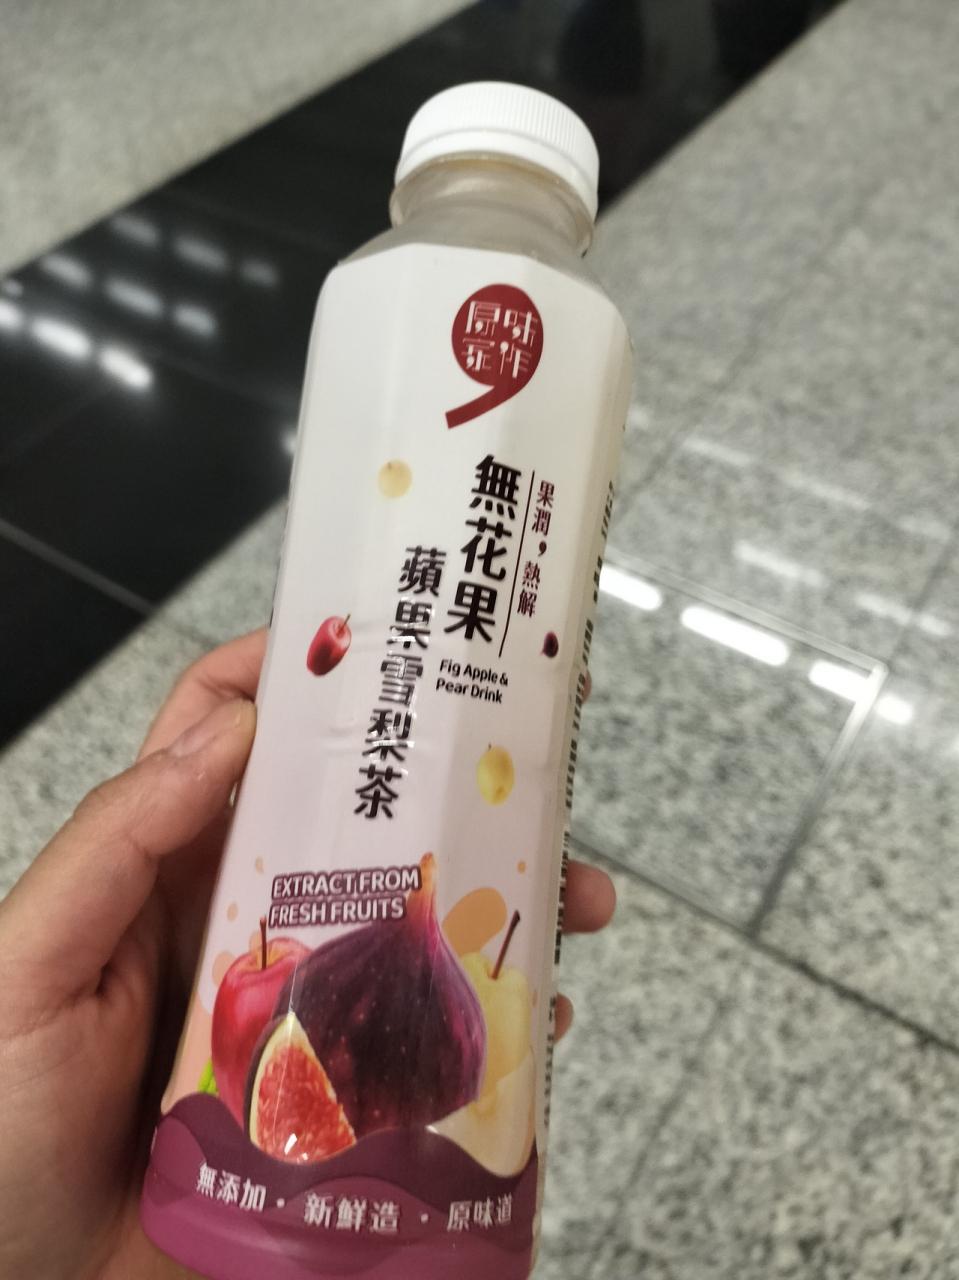 原味
家作
果潤，熱解
無花果
蘋果雪梨茶
Fig Apple &
Pear Drink
EXTRACT FROM
FRESH FRUITS
無添加・新鮮造・原味道